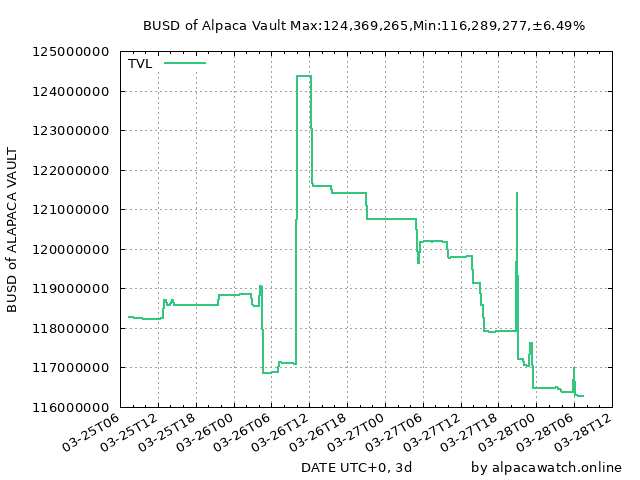 BUSD of Alpaca Vault Max:124,369,265,Min:116,289,277,±6.49%
TVL
BUSD of ALAPACA VAULT
125000000
124000000
123000000
122000000
121000000
120000000
119000000
118000000
117000000
116000000
03-25T06
03-25T12
03-25T18
03-26T00
03-26T06
03-26T12
03-26T18
03-27T00
03-27T06
03-27T12
03-27T18
03-28T00
03-28T06
03-28T12
DATE UTC+0, 3d
by alpacawatch.online